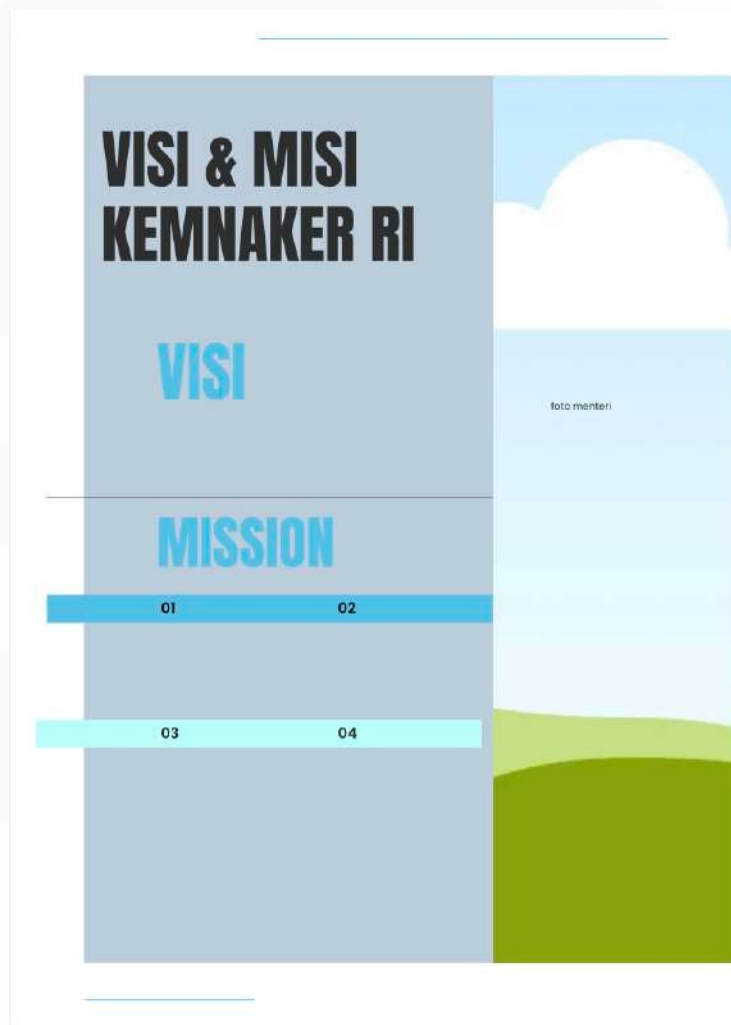 VISI & MISI
KEMNAKER RI
VISI
foto menteri
MISSION
01 02
03 04